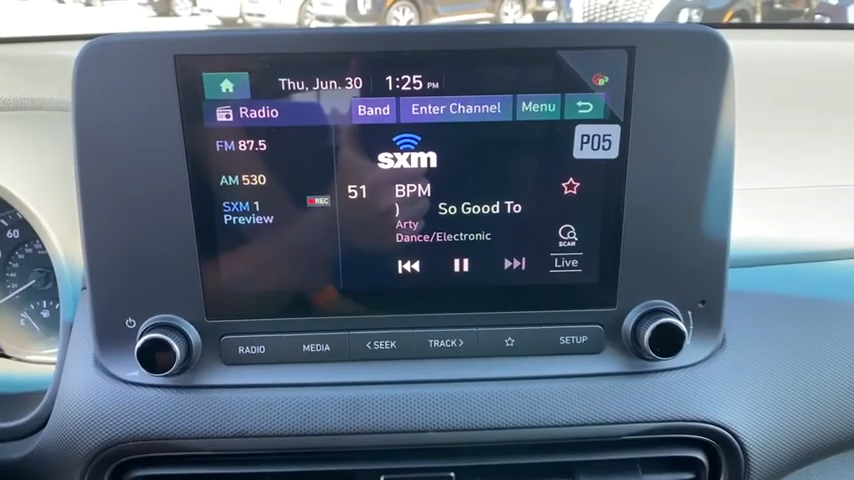 Thu, Jun. 30 1:25 PM
Radio Band Enter Channel Menu
FM 87.5
AM 530
SXM 1
Preview
REC
sxm
P05
51 BPM
) So Good To
Arty
Dance/Electronic
SCAN
Live
RADIO MEDIA < SEEK TRACK > SETUP
60